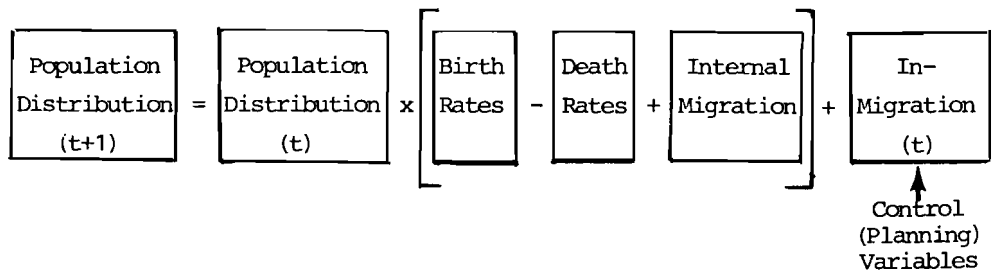 Population
Distribution
(t+1)
=
Population
Distribution
(t)
x
Birth
Rates
-
Death
Rates
+
Internal
Migration
+
In-
Migration
(t)
Control
(Planning)
Variables